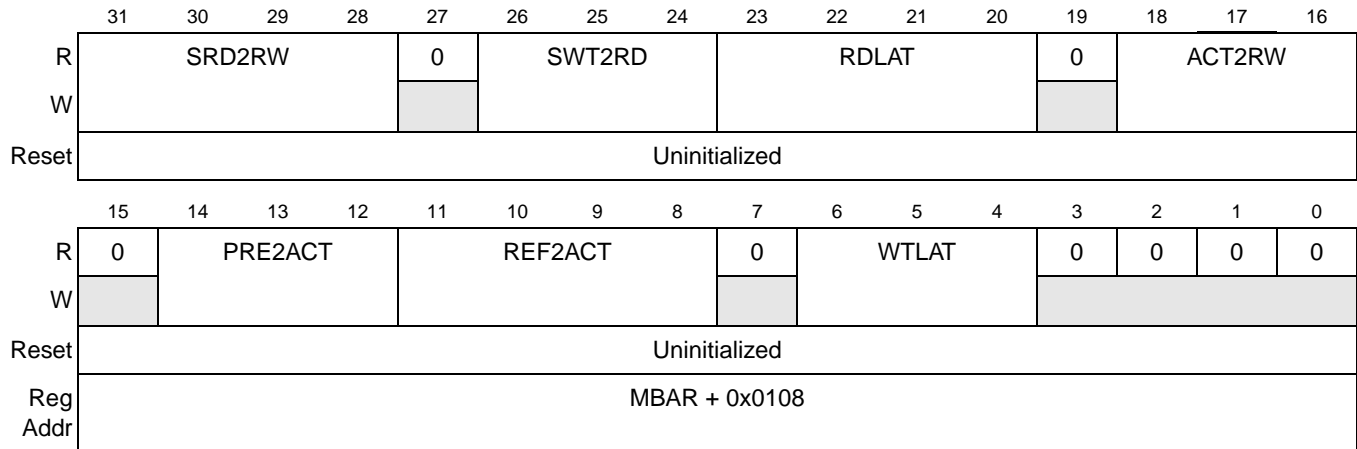 31 30 29 28 27 26 25 24 23 22 21 20 19 18 17 16
R SRD2RW 0 SWT2RD RDLAT 0 ACT2RW
W
Reset Uninitialized
15 14 13 12 11 10 9 8 7 6 5 4 3 2 1 0
R 0 PRE2ACT REF2ACT 0 WTLAT 0 0 0 0
W
Reset Uninitialized
Reg MBAR + 0x0108
Addr